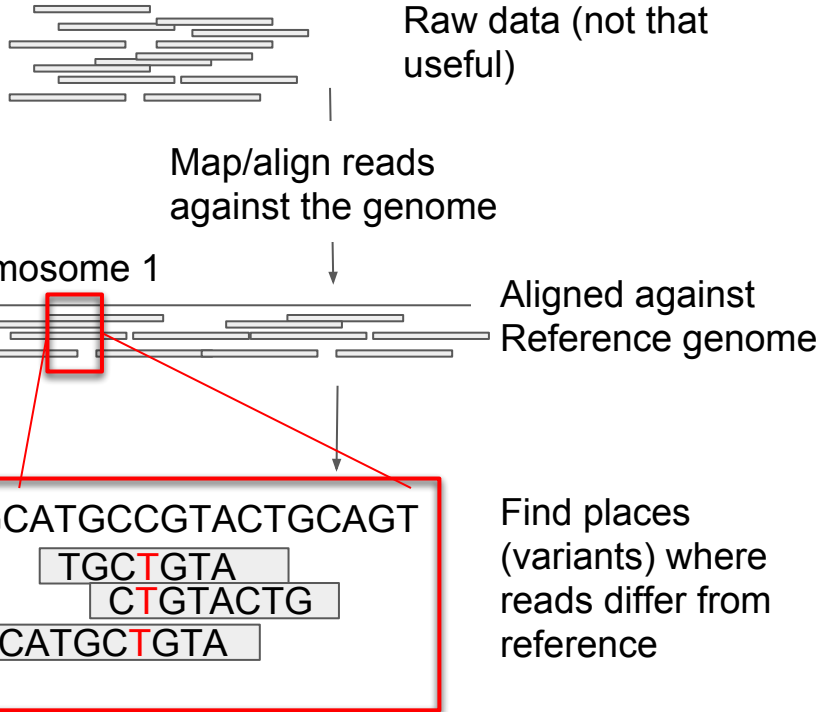 Raw data (not that
useful)
Map/align reads
against the genome
mosome 1
Aligned against
Reference genome
GCATGCCGTACTGCAGT
TGCTGTA
CTGTACTG
CATGCTGTA
Find places
(variants) where
reads differ from
reference